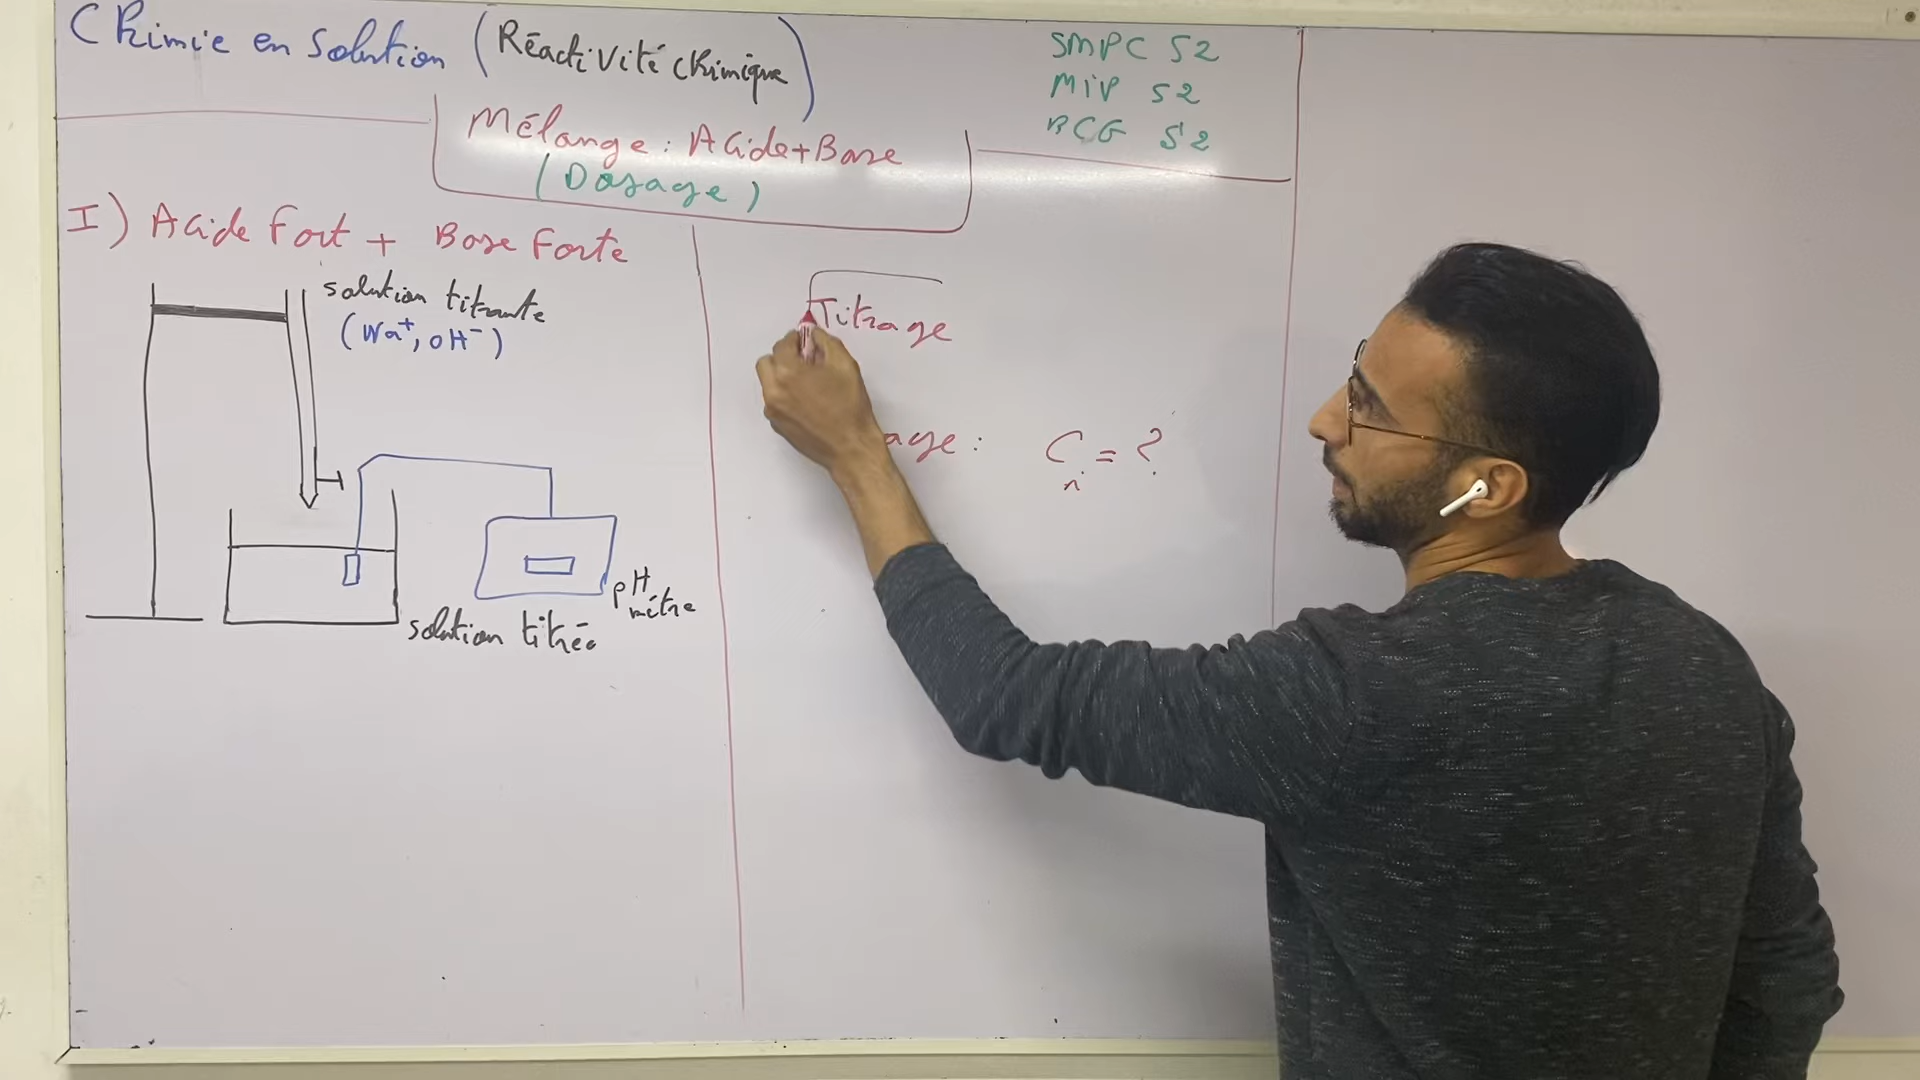 Chimie en Solution (Réactivité chimique)
SMPC S2
MIP S2
BCG S2
Mélange : Acide + Base
(Dosage)
I) Acide Fort + Base Forte
solution titrante
(Na⁺, OH⁻)
pH
mètre
solution titrée
Titrage
age : C = ?